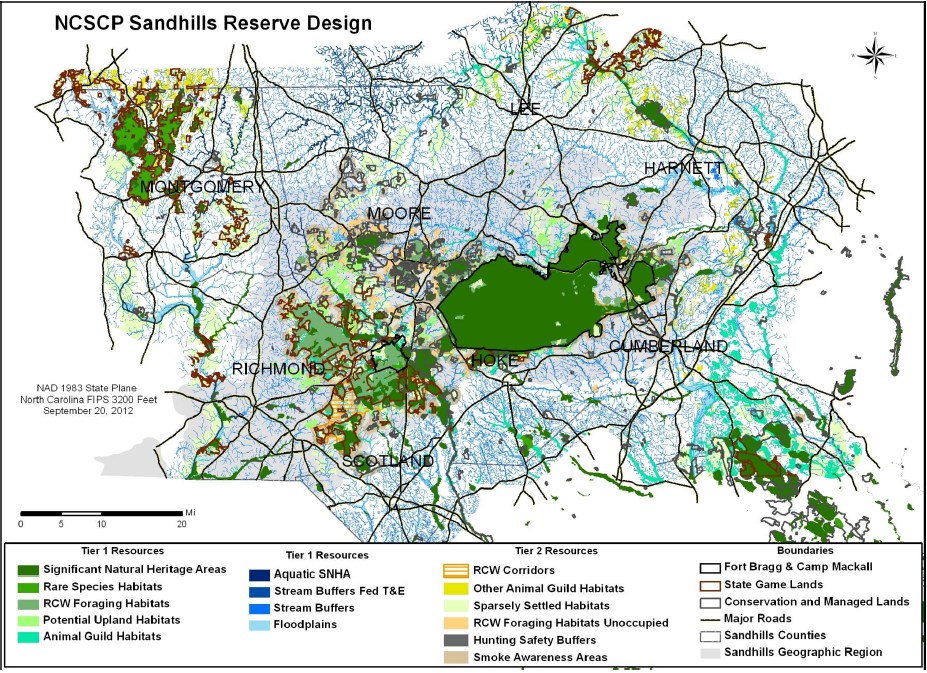 NCSCP Sandhills Reserve Design
N
W
E
S
LEE
HARNETT
MONTGOMERY
MOORE
CUMBERLAND
HOKE
RICHMOND
SCOTLAND
NAD 1983 State Plane
North Carolina FIPS 3200 Feet
September 20, 2012
Mi
0 5 10 20
Tier 1 Resources
Significant Natural Heritage Areas
Rare Species Habitats
RCW Foraging Habitats
Potential Upland Habitats
Animal Guild Habitats
Tier 1 Resources
Aquatic SNHA
Stream Buffers Fed T&E
Stream Buffers
Floodplains
Tier 2 Resources
RCW Corridors
Other Animal Guild Habitats
Sparsely Settled Habitats
RCW Foraging Habitats Unoccupied
Hunting Safety Buffers
Smoke Awareness Areas
Boundaries
Fort Bragg & Camp Mackall
State Game Lands
Conservation and Managed Lands
Major Roads
Sandhills Counties
Sandhills Geographic Region